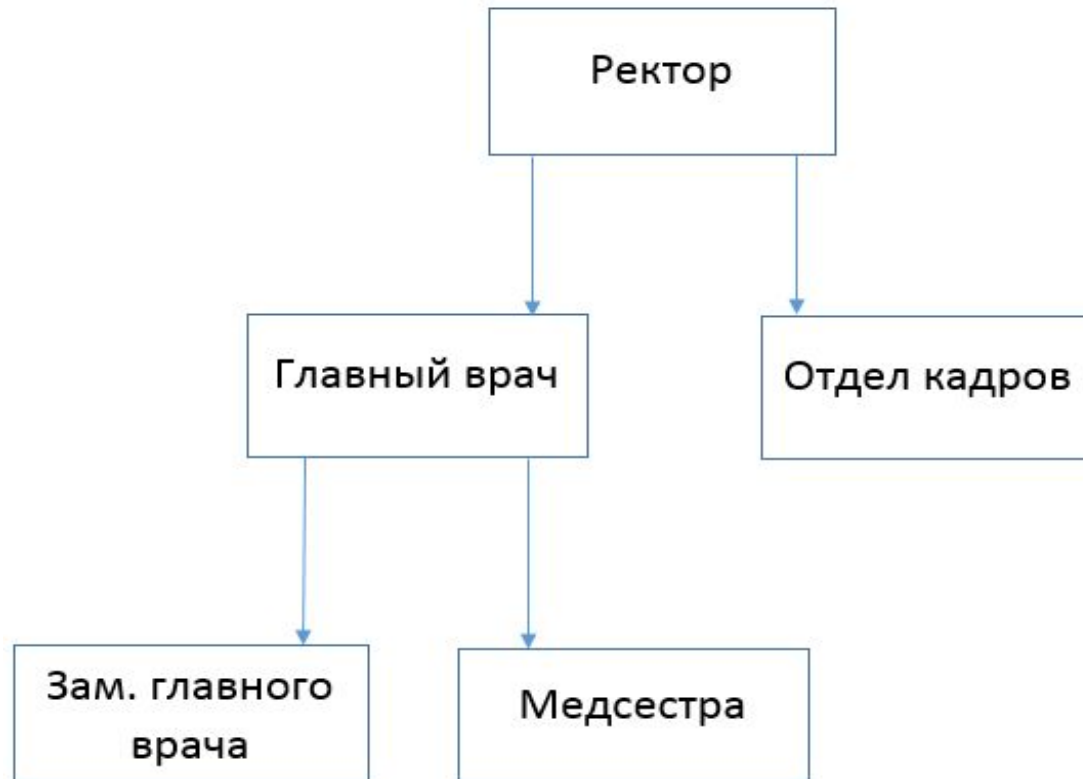 Ректор
Главный врач
Отдел кадров
Зам. главного
врача
Медсестра